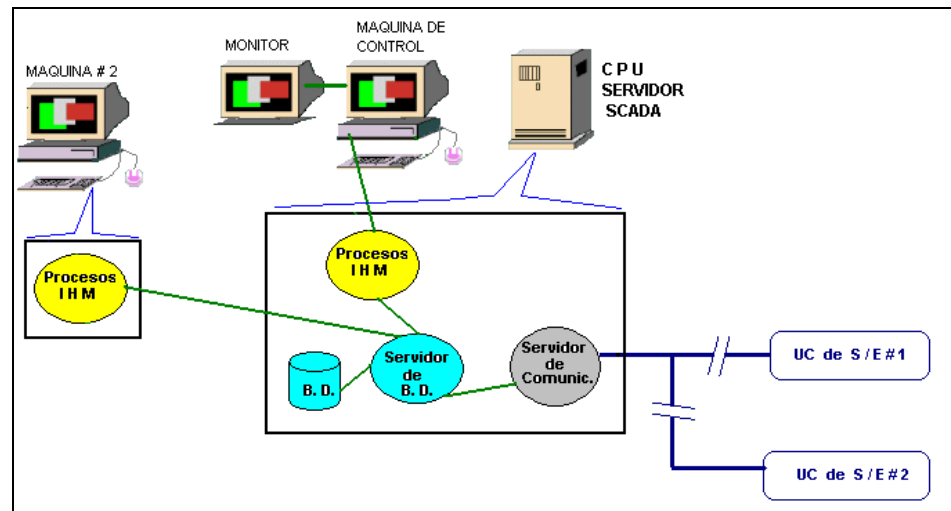 MAQUINA # 2
MONITOR
MAQUINA DE
CONTROL
C P U
SERVIDOR
SCADA
Procesos
I H M
Procesos
I H M
B. D.
Servidor
de
B. D.
Servidor
de
Comunic.
UC de S / E # 1
UC de S / E # 2